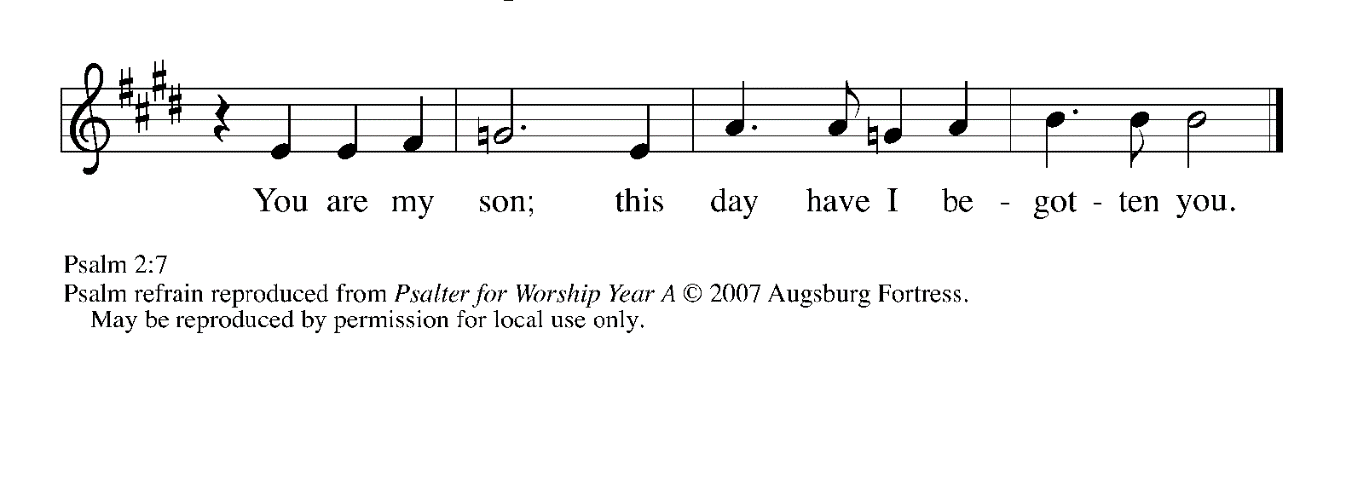 You are my son; this day have I be - got - ten you.
Psalm 2:7
Psalm refrain reproduced from Psalter for Worship Year A © 2007 Augsburg Fortress.
May be reproduced by permission for local use only.